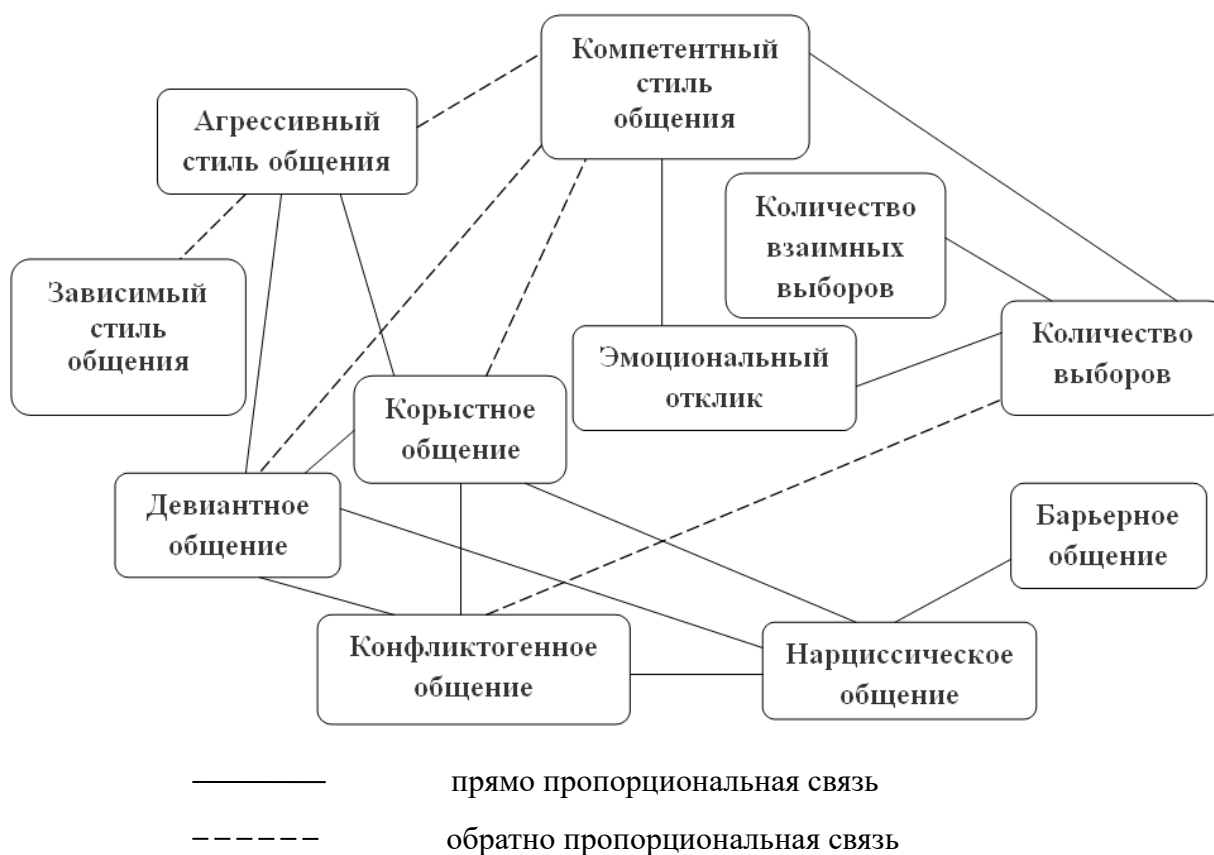 Компетентный
стиль
общения
Агрессивный
стиль общения
Количество
взаимных
выборов
Зависимый
стиль
общения
Количество
выборов
Эмоциональный
отклик
Корыстное
общение
Девиантное
общение
Барьерное
общение
Конфликтогенное
общение
Нарциссическое
общение
прямо пропорциональная связь
обратно пропорциональная связь